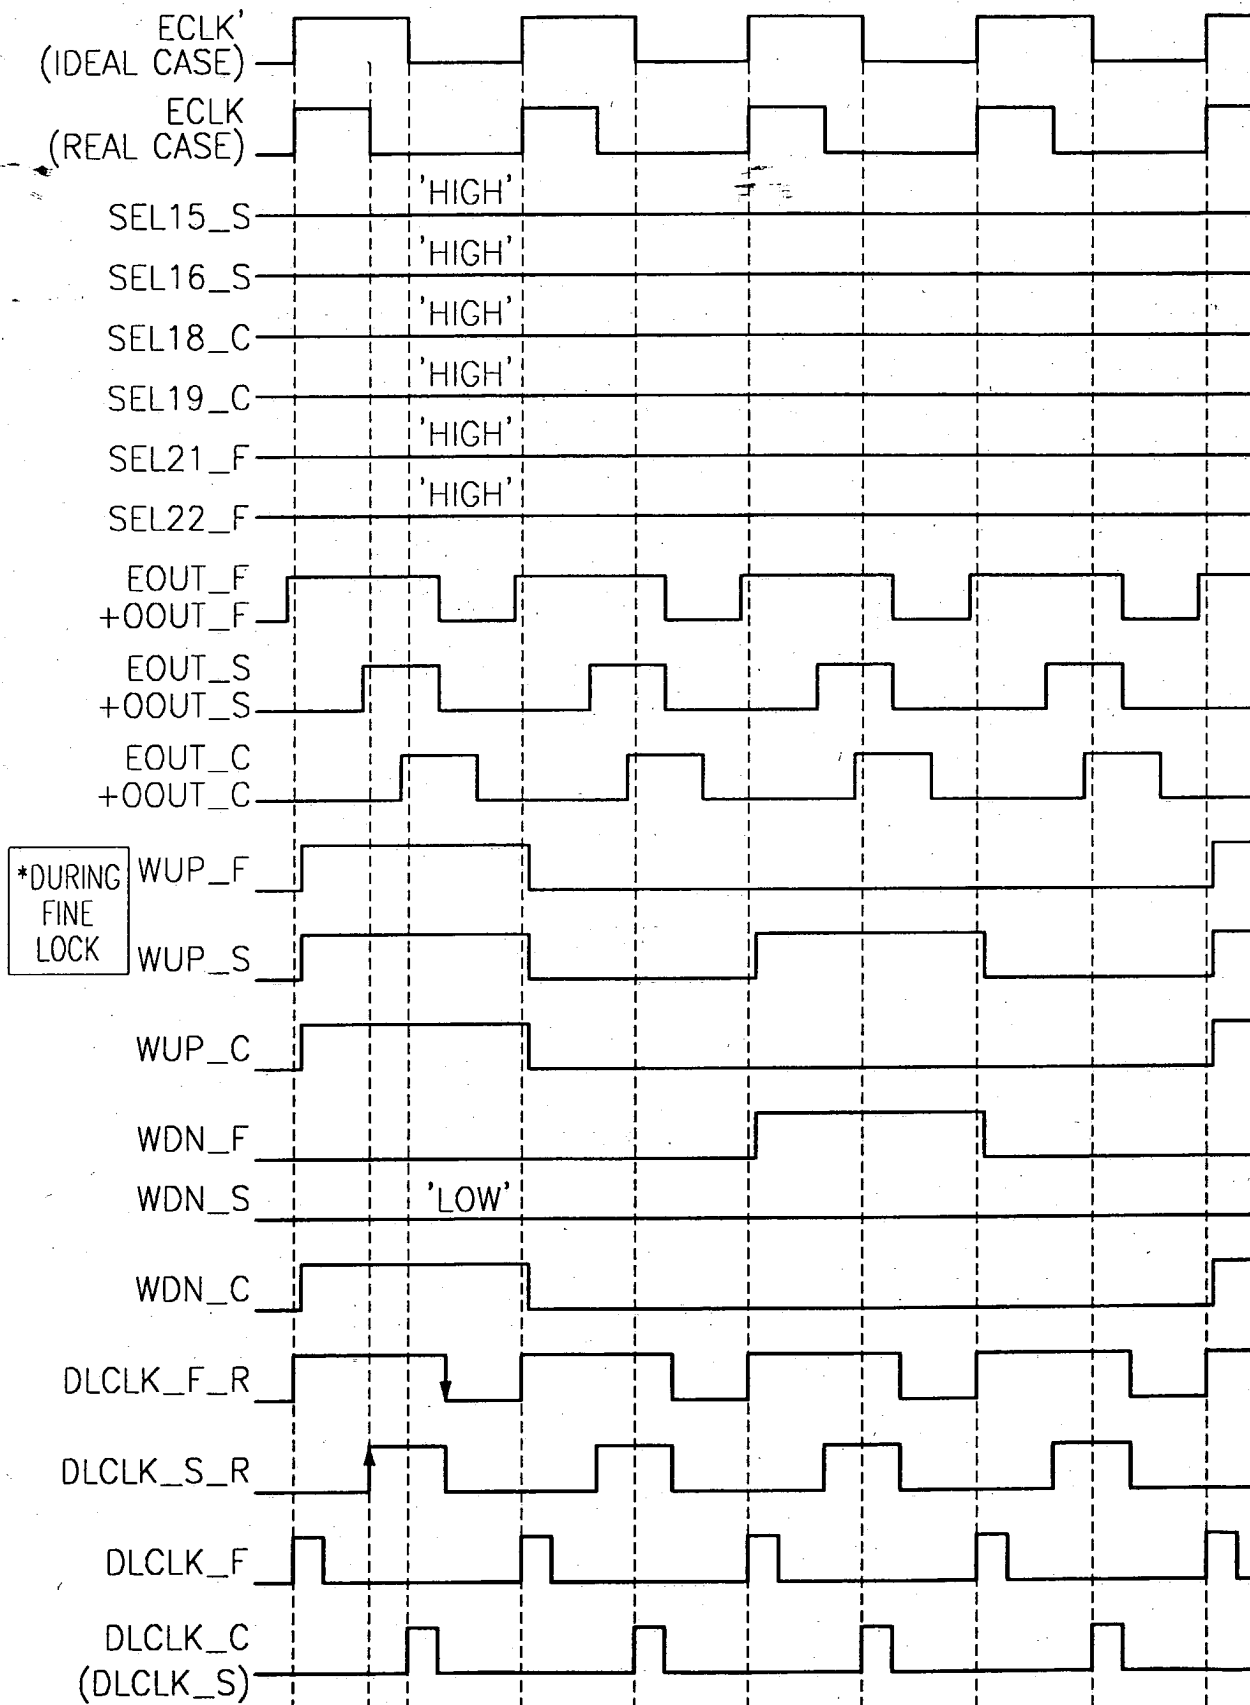 ECLK'
(IDEAL CASE)
ECLK
(REAL CASE)
'HIGH'
SEL15_S
'HIGH'
SEL16_S
'HIGH'
SEL18_C
'HIGH'
SEL19_C
'HIGH'
SEL21_F
'HIGH'
SEL22_F
EOUT_F
+OOUT_F
EOUT_S
+OOUT_S
EOUT_C
+OOUT_C
*DURING
FINE
LOCK
WUP_F
WUP_S
WUP_C
WDN_F
WDN_S
'LOW'
WDN_C
DLCLK_F_R
DLCLK_S_R
DLCLK_F
DLCLK_C
(DLCLK_S)